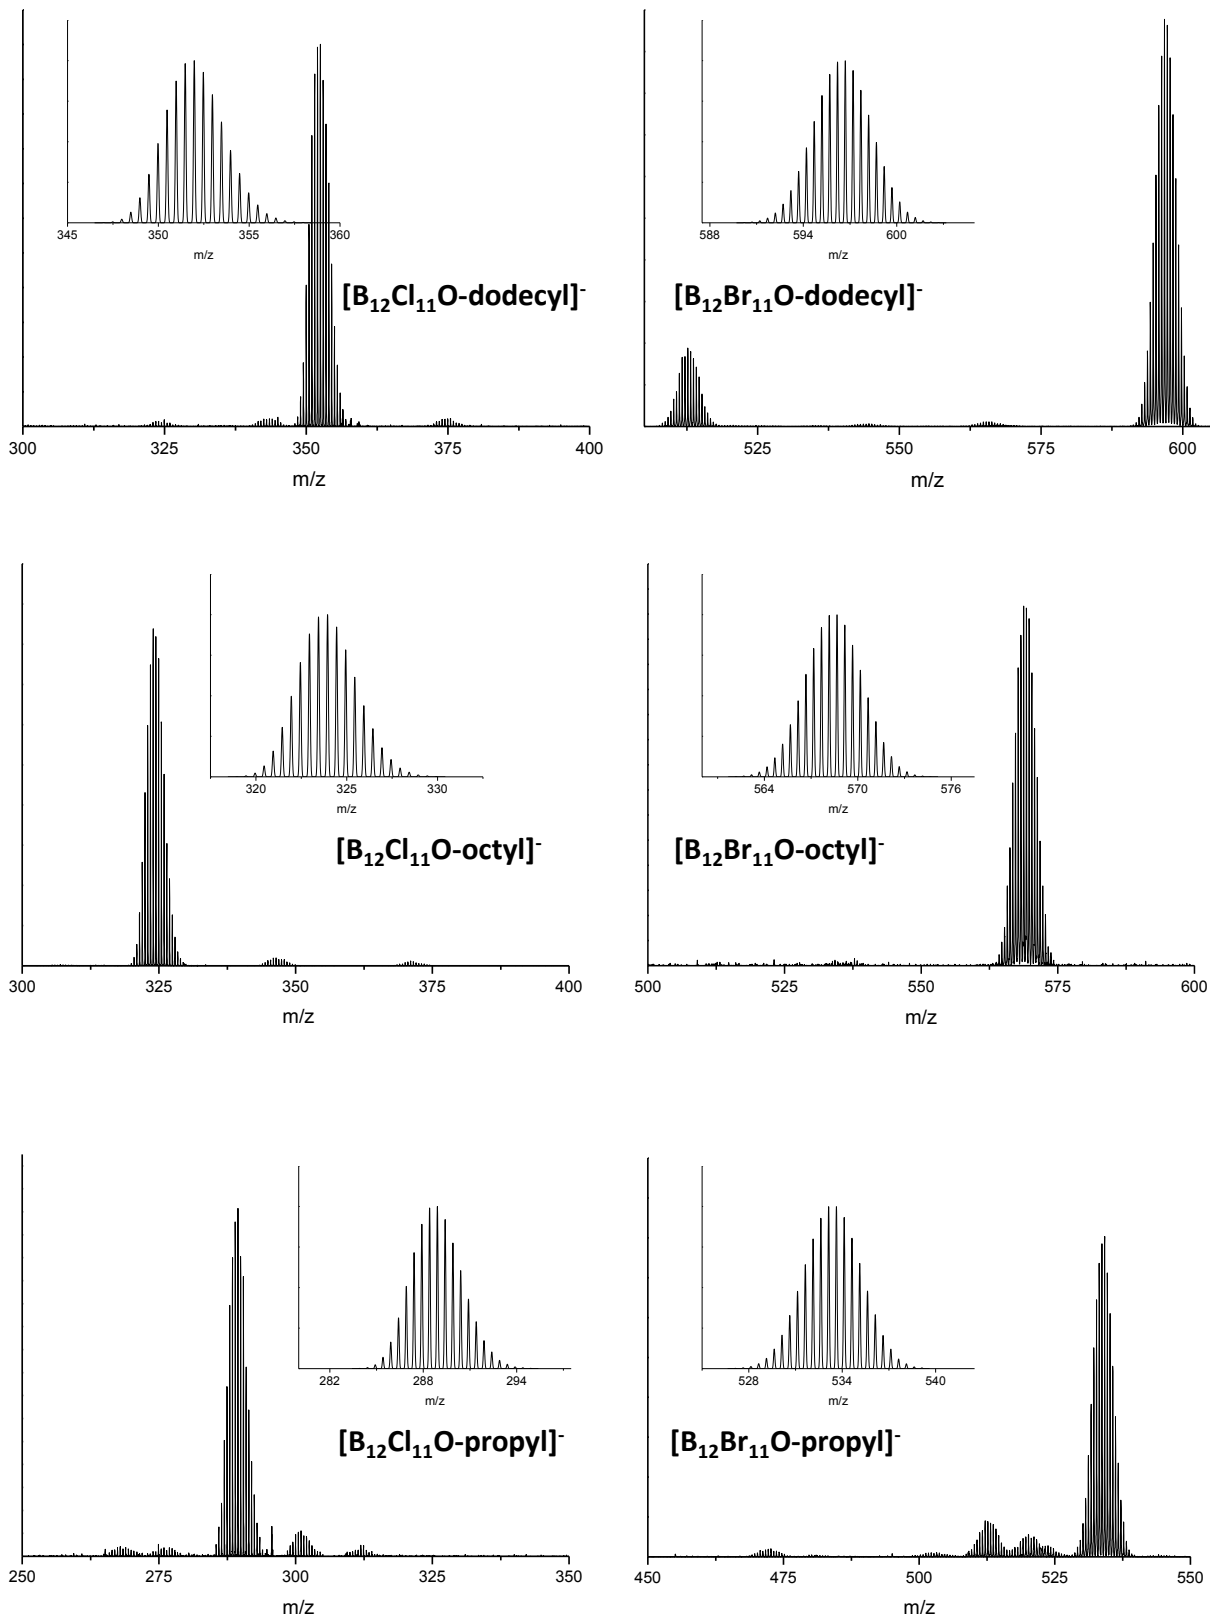 345 350 355 360
m/z
[B₁₂Cl₁₁O-dodecyl]⁻
300 325 350 375 400
m/z
588 594 600
m/z
[B₁₂Br₁₁O-dodecyl]⁻
525 550 575 600
m/z
320 325 330
m/z
[B₁₂Cl₁₁O-octyl]⁻
300 325 350 375 400
m/z
564 570 576
m/z
[B₁₂Br₁₁O-octyl]⁻
500 525 550 575 600
m/z
282 288 294
m/z
[B₁₂Cl₁₁O-propyl]⁻
250 275 300 325 350
m/z
528 534 540
m/z
[B₁₂Br₁₁O-propyl]⁻
450 475 500 525 550
m/z